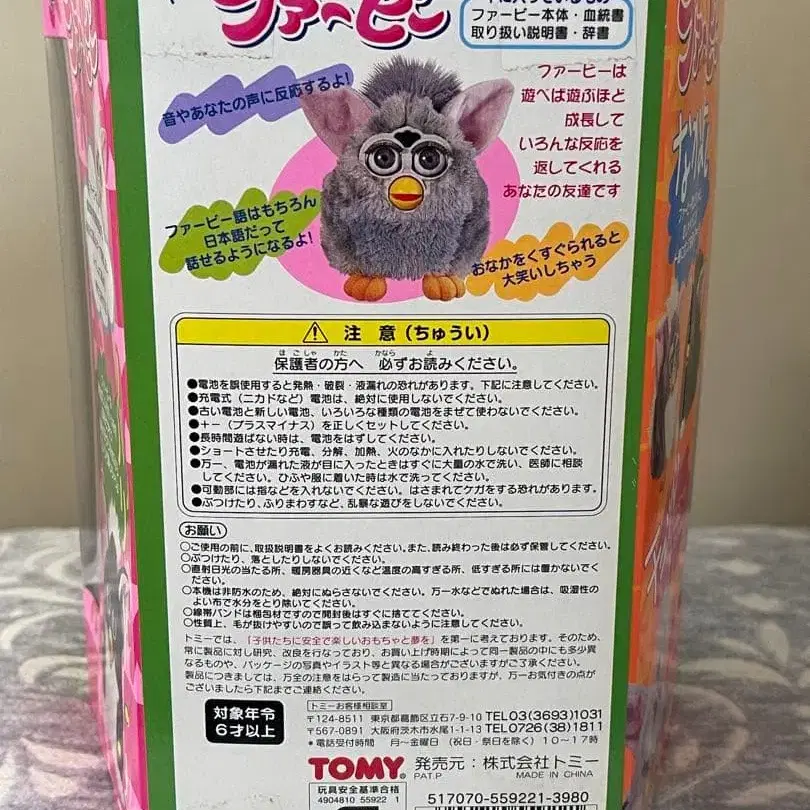 ファービー
ファービー本体・血統書
取り扱い説明書・辞書
音やあなたの声に反応するよ!
ファービーは
遊べば遊ぶほど
成長して
いろんな反応を
返してくれる
あなたの友達です
ファービー語はもちろん
日本語だって
話せるようになるよ!
おなかをくすぐられると
大笑いしちゃう
注意(ちゅうい)
保護者の方へ 必ずお読みください。
●電池を誤使用すると発熱・破裂・液漏れの恐れがあります。下記に注意してください。
●充電式(ニカドなど)電池は、絶対に使用しないでください。
●古い電池と新しい電池、いろいろな種類の電池をまぜて使わないでください。
●+−(プラスマイナス)を正しくセットしてください。
●長時間遊ばない時は、電池をはずしてください。
●ショートさせたり充電、分解、加熱、火のなかに入れたりしないでください。
●万一、電池が漏れた液が目に入ったときはすぐに大量の水で洗い、医師に相談
してください。ひふや服に着いた時は水で洗ってください。
●可動部には指などを入れないでください。はさまれてケガをする恐れがあります。
●ぶつけたり、ふりまわすなど、乱暴な遊びをしないでください。
お願い
○ご使用の前に、取扱説明書をよくお読みください。また、読み終わった後は必ず保管してください。
○ぶつけたり、落としたりしないでください。
○直射日光の当たる所、暖房器具の近くなど温度の高すぎる所、低すぎる所には置かないでく
ださい。
○本機は非防水のため、絶対にぬらさないでください。万一水などでぬれた場合は、吸湿性の
よい布で水分をとり除いてください。
○線帯バンドは梱包材ですので開封後はすぐに捨ててください。
○性質上、毛が抜けやすいので誤って飲み込まないように注意してください。
トミーでは、「子供たちに安全で楽しいおもちゃと夢を」を第一に考えております。そのため、
常に製品に対し研究、改良を行なっており、お買い上げ時期によって同一製品の中にも多少異
なるものや、パッケージの写真やイラスト等と異なる場合がございますがご了承ください。
製品につきましては、万全の注意をはらって製造に当たっておりますが、万一お気付きの点が
ございましたら下記までご連絡ください。
対象年令
6才以上
トミーお客様相談室
〒124-8511 東京都葛飾区立石7-9-10 TEL03(3693)1031
〒567-0891 大阪府茨木市水尾1-1-13 TEL0726(38)1811
*電話受付時間 月〜金曜日(祝日・祭日を除く)10〜17時
TOMY
発売元:株式会社トミー
PAT.P MADE IN CHINA
玩具安全基準合格
4904810 55922 1
517070-559221-3980